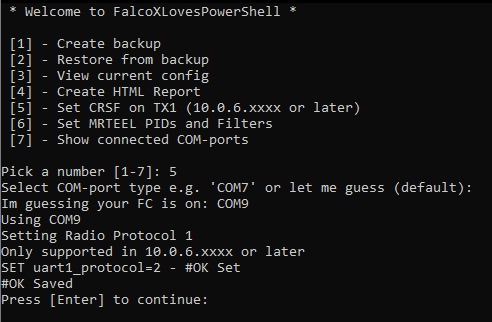 * Welcome to FalcoXLovesPowerShell *
[1] - Create backup
[2] - Restore from backup
[3] - View current config
[4] - Create HTML Report
[5] - Set CRSF on TX1 (10.0.6.xxxx or later)
[6] - Set MRTEEL PIDs and Filters
[7] - Show connected COM-ports
Pick a number [1-7]: 5
Select COM-port type e.g. 'COM7' or let me guess (default):
Im guessing your FC is on: COM9
Using COM9
Setting Radio Protocol 1
Only supported in 10.0.6.xxxx or later
SET uart1_protocol=2 - #OK Set
#OK Saved
Press [Enter] to continue: